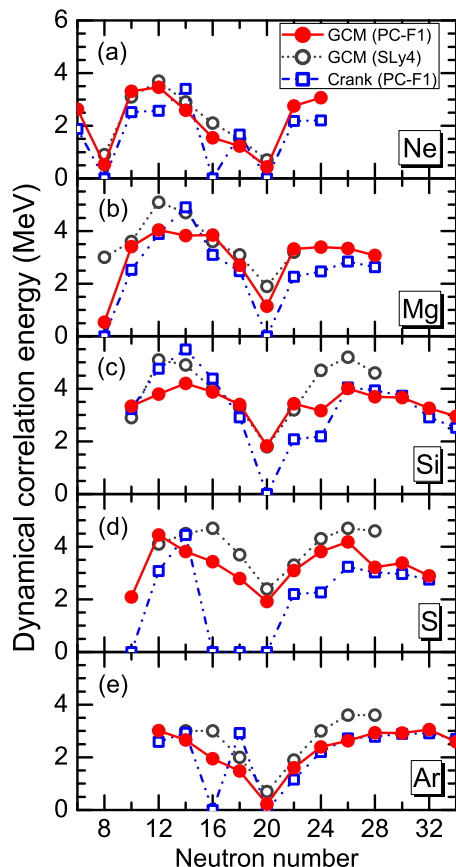 Dynamical correlation energy (MeV)
(a)
GCM (PC-F1)
GCM (SLy4)
Crank (PC-F1)
Ne
6
4
2
0
(b)
Mg
6
4
2
0
(c)
Si
4
2
0
(d)
S
6
4
2
0
(e)
Ar
4
2
0
8 12 16 20 24 28 32
Neutron number